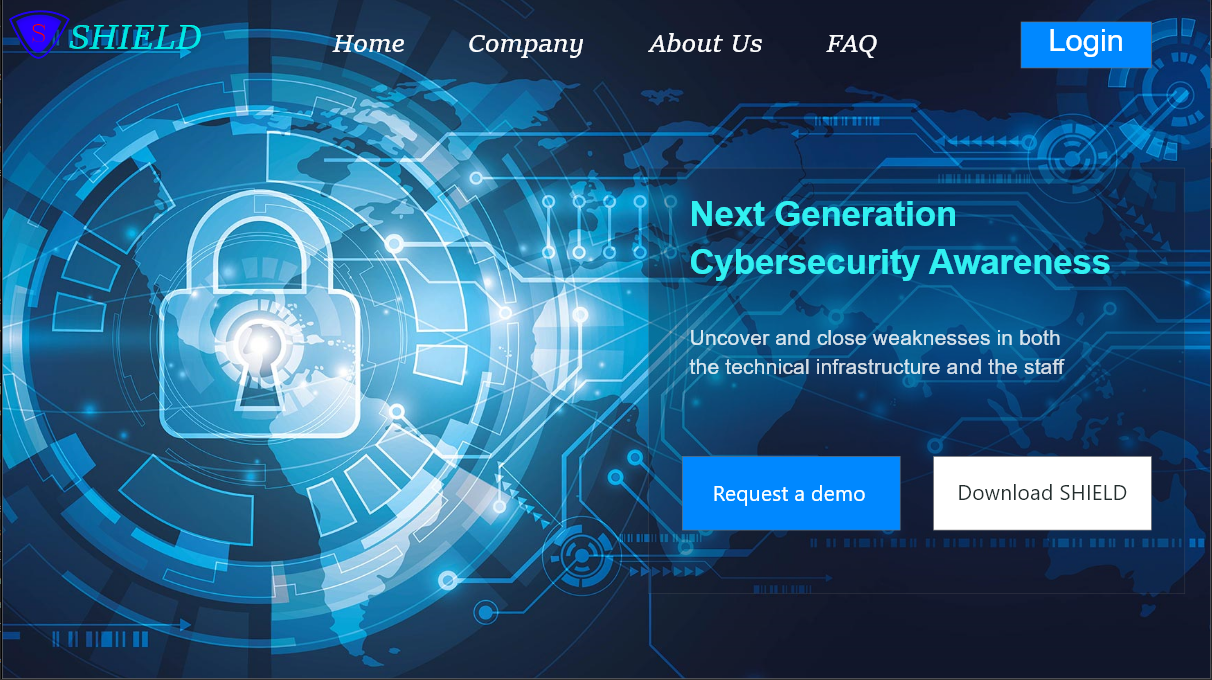 S SHIELD
Home Company About Us FAQ Login
Next Generation
Cybersecurity Awareness
Uncover and close weaknesses in both
the technical infrastructure and the staff
Request a demo Download SHIELD